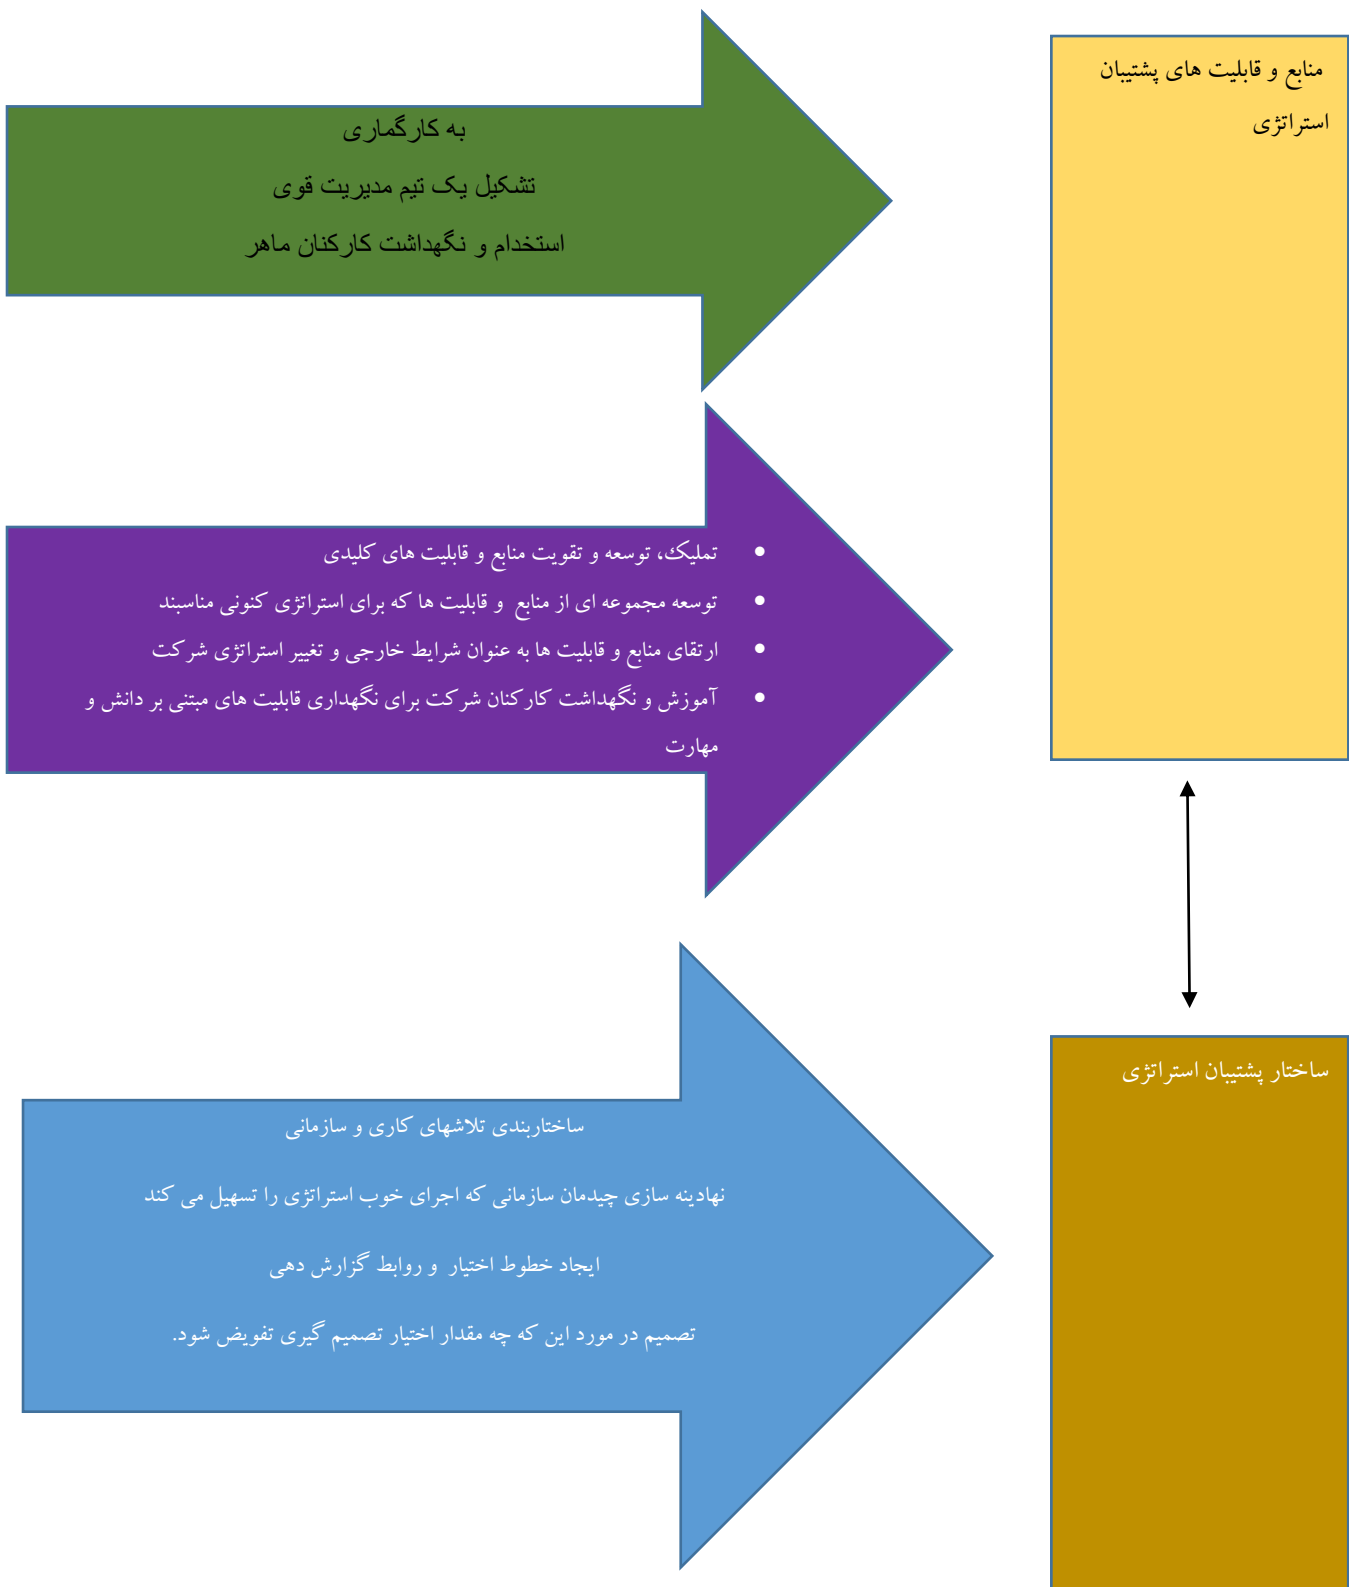 به کارگماری
تشکیل یک تیم مدیریت قوی
استخدام و نگهداشت کارکنان ماهر
منابع و قابلیت های پشتیبان
استراتژی
• تملیک، توسعه و تقویت منابع و قابلیت های کلیدی
• توسعه مجموعه ای از منابع و قابلیت ها که برای استراتژی کنونی مناسبند
• ارتقای منابع و قابلیت ها به عنوان شرایط خارجی و تغییر استراتژی شرکت
• آموزش و نگهداشت کارکنان شرکت برای نگهداری قابلیت های مبتنی بر دانش و
مهارت
ساختار پشتیبان استراتژی
ساختاربندی تلاشهای کاری و سازمانی
نهادینه سازی چیدمان سازمانی که اجرای خوب استراتژی را تسهیل می کند
ایجاد خطوط اختیار و روابط گزارش دهی
تصمیم در مورد این که چه مقدار اختیار تصمیم گیری تفویض شود.